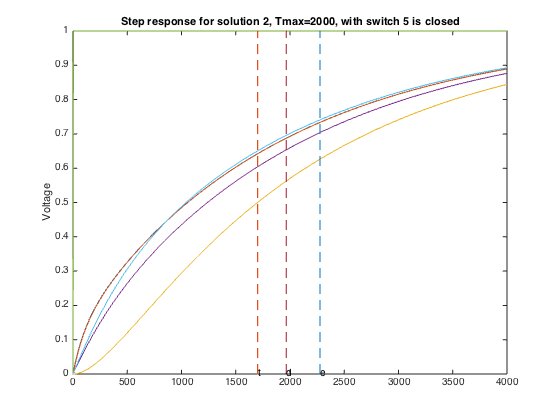 Step response for solution 2, Tmax=2000, with switch 5 is closed
1
0.9
0.8
0.7
0.6
0.5
0.4
0.3
0.2
0.1
0
Voltage
t d e
0 500 1000 1500 2000 2500 3000 3500 4000